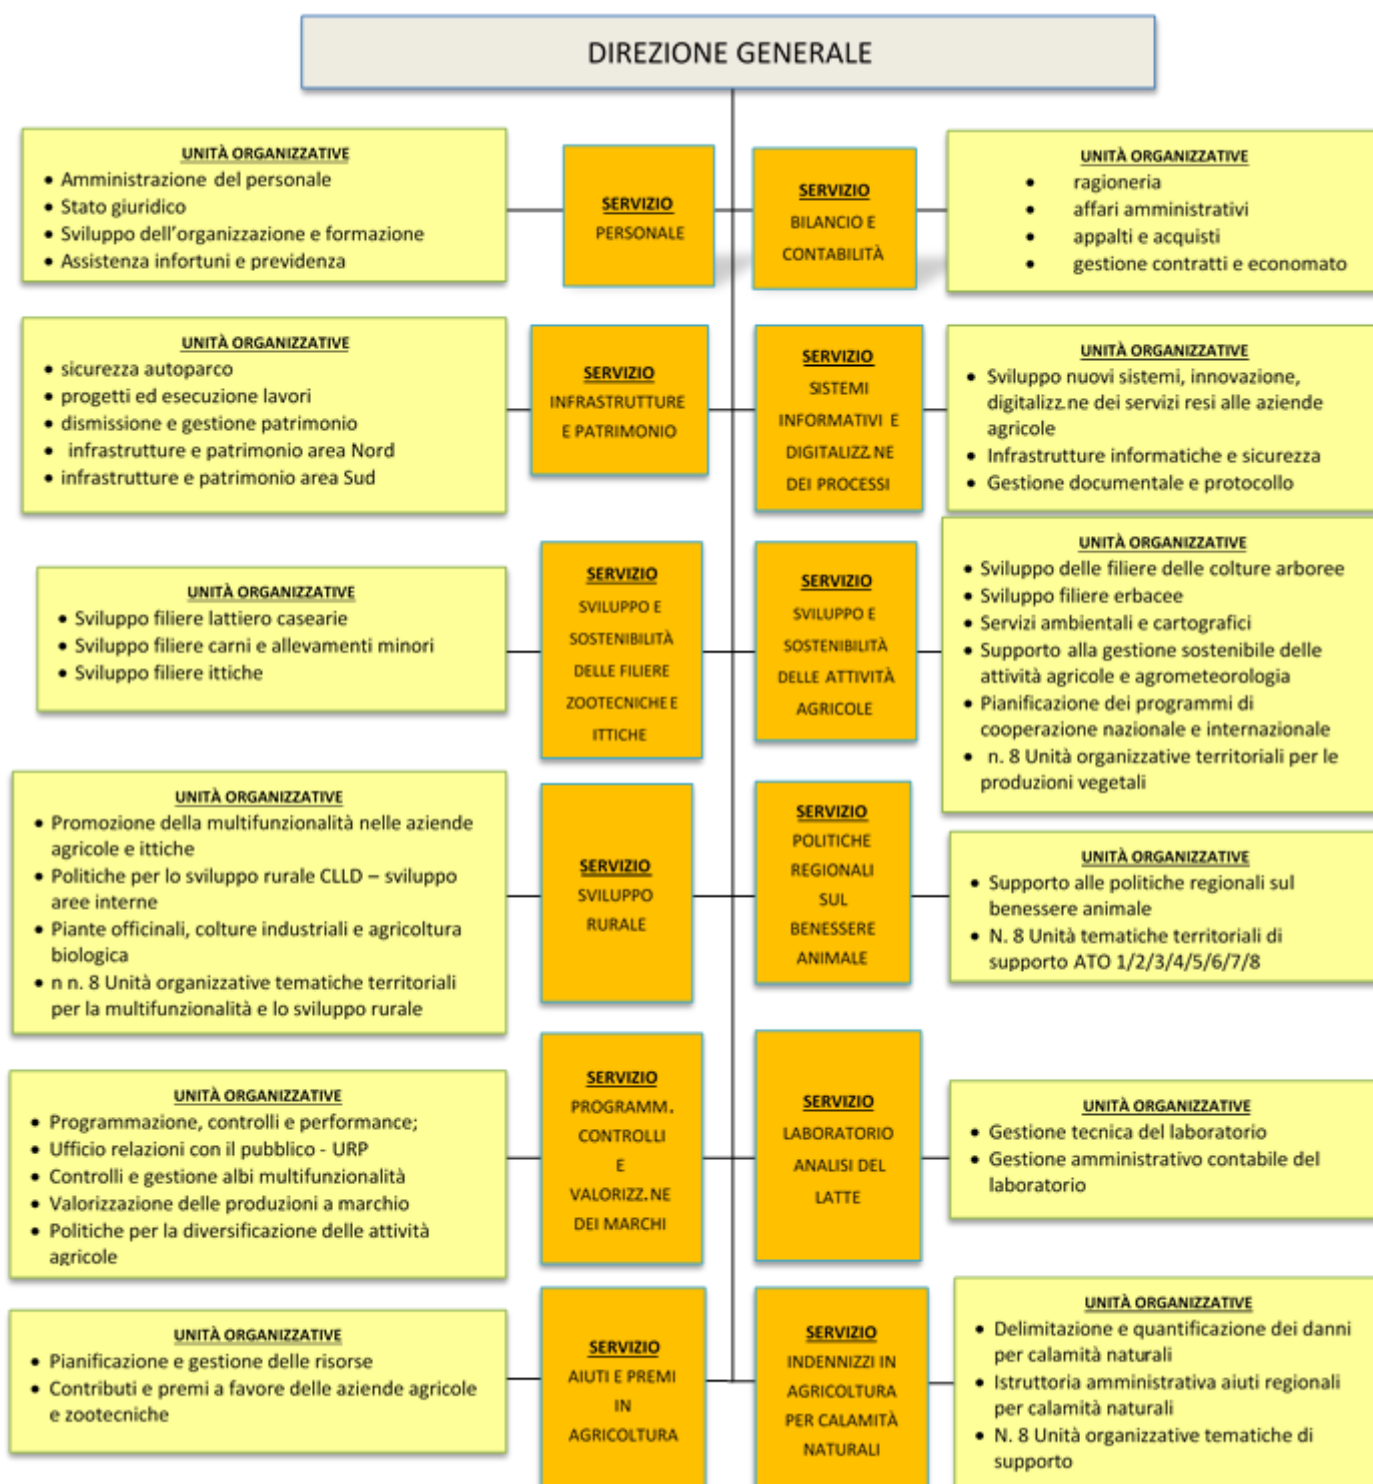 DIREZIONE GENERALE
UNITÀ ORGANIZZATIVE
• Amministrazione del personale
• Stato giuridico
• Sviluppo dell'organizzazione e formazione
• Assistenza infortuni e previdenza
SERVIZIO
PERSONALE
SERVIZIO
BILANCIO E
CONTABILITÀ
UNITÀ ORGANIZZATIVE
• ragioneria
• affari amministrativi
• appalti e acquisti
• gestione contratti e economato
UNITÀ ORGANIZZATIVE
• sicurezza autoparco
• progetti ed esecuzione lavori
• dismissione e gestione patrimonio
• infrastrutture e patrimonio area Nord
• infrastrutture e patrimonio area Sud
SERVIZIO
INFRASTRUTTURE
E PATRIMONIO
SERVIZIO
SISTEMI
INFORMATIVI E
DIGITALIZZ.NE
DEI PROCESSI
UNITÀ ORGANIZZATIVE
• Sviluppo nuovi sistemi, innovazione,
digitalizz.ne dei servizi resi alle aziende
agricole
• Infrastrutture informatiche e sicurezza
• Gestione documentale e protocollo
UNITÀ ORGANIZZATIVE
• Sviluppo filiere lattiero casearie
• Sviluppo filiere carni e allevamenti minori
• Sviluppo filiere ittiche
SERVIZIO
SVILUPPO E
SOSTENIBILITÀ
DELLE FILIERE
ZOOTECNICHE E
ITTICHE
SERVIZIO
SVILUPPO E
SOSTENIBILITÀ
DELLE ATTIVITÀ
AGRICOLE
UNITÀ ORGANIZZATIVE
• Sviluppo delle filiere delle colture arboree
• Sviluppo filiere erbacee
• Servizi ambientali e cartografici
• Supporto alla gestione sostenibile delle
attività agricole e agrometeorologia
• Pianificazione dei programmi di
cooperazione nazionale e internazionale
• n. 8 Unità organizzative territoriali per le
produzioni vegetali
UNITÀ ORGANIZZATIVE
• Promozione della multifunzionalità nelle aziende
agricole e ittiche
• Politiche per lo sviluppo rurale CLLD – sviluppo
aree interne
• Piante officinali, colture industriali e agricoltura
biologica
• n n. 8 Unità organizzative tematiche territoriali
per la multifunzionalità e lo sviluppo rurale
SERVIZIO
SVILUPPO
RURALE
SERVIZIO
POLITICHE
REGIONALI
SUL
BENESSERE
ANIMALE
UNITÀ ORGANIZZATIVE
• Supporto alle politiche regionali sul
benessere animale
• N. 8 Unità tematiche territoriali di
supporto ATO 1/2/3/4/5/6/7/8
UNITÀ ORGANIZZATIVE
• Programmazione, controlli e performance;
• Ufficio relazioni con il pubblico - URP
• Controlli e gestione albi multifunzionalità
• Valorizzazione delle produzioni a marchio
• Politiche per la diversificazione delle attività
agricole
SERVIZIO
PROGRAMM.
CONTROLLI
E
VALORIZZ.NE
DEI MARCHI
SERVIZIO
LABORATORIO
ANALISI DEL
LATTE
UNITÀ ORGANIZZATIVE
• Gestione tecnica del laboratorio
• Gestione amministrativo contabile del
laboratorio
UNITÀ ORGANIZZATIVE
• Pianificazione e gestione delle risorse
• Contributi e premi a favore delle aziende agricole
e zootecniche
SERVIZIO
AIUTI E PREMI
IN
AGRICOLTURA
SERVIZIO
INDENNIZZI IN
AGRICOLTURA
PER CALAMITÀ
NATURALI
UNITÀ ORGANIZZATIVE
• Delimitazione e quantificazione dei danni
per calamità naturali
• Istruttoria amministrativa aiuti regionali
per calamità naturali
• N. 8 Unità organizzative tematiche di
supporto